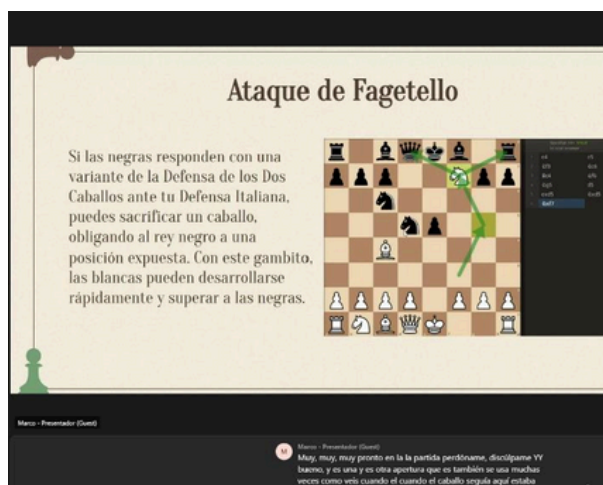 Ataque de Fagetello
Si las negras responden con una
variante de la Defensa de los Dos
Caballos ante tu Defensa Italiana,
puedes sacrificar un caballo,
obligando al rey negro a una
posición expuesta. Con este gambito,
las blancas pueden desarrollarse
rápidamente y superar a las negras.
e4 e5
Marco - Presentador (Guest)
M
Marco - Presentador (Guest)
Muy, muy, muy pronto en la la partida perdóname, discúlpame YY
bueno, y es una y es otra apertura que es también se usa muchas
veces como veis cuando el cuando el caballo seguía aquí estaba